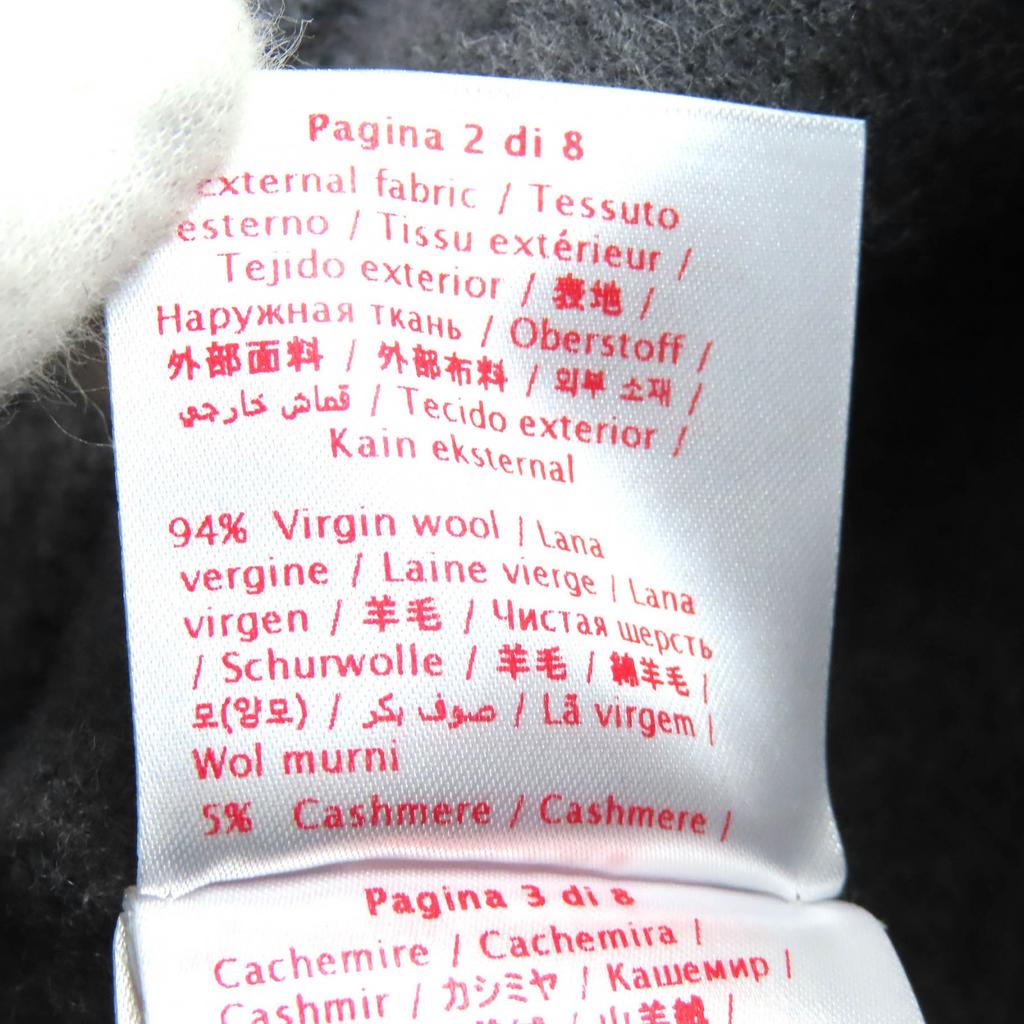 Pagina 2 di 8
External fabric / Tessuto
esterno / Tissu extérieur /
Tejido exterior / 表地 /
Наружная ткань / Oberstoff /
外部面料 / 外部布料 / 외부 소재 /
قماش خارجي / Tecido exterior /
Kain eksternal
94% Virgin wool / Lana
vergine / Laine vierge / Lana
virgen / 羊毛 / Чистая шерсть
/ Schurwolle / 羊毛 / 綿羊毛 /
모(양모) / صوف بكر / Lã virgem /
Wol murni
5% Cashmere / Cashmere /
Pagina 3 di 8
Cachemire / Cachemira /
カシミヤ / Кашемир /
Cashmir /